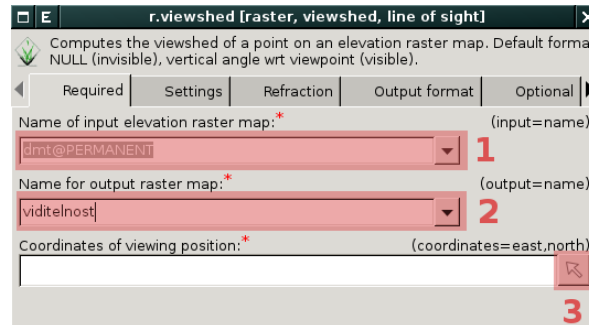 E r.viewshed [raster, viewshed, line of sight]
Computes the viewshed of a point on an elevation raster map. Default forma
NULL (invisible), vertical angle wrt viewpoint (visible).
Required Settings Refraction Output format Optional
Name of input elevation raster map:* (input=name)
dmt@PERMANENT 1
Name for output raster map:* (output=name)
viditelnost 2
Coordinates of viewing position:* (coordinates=east,north)
3